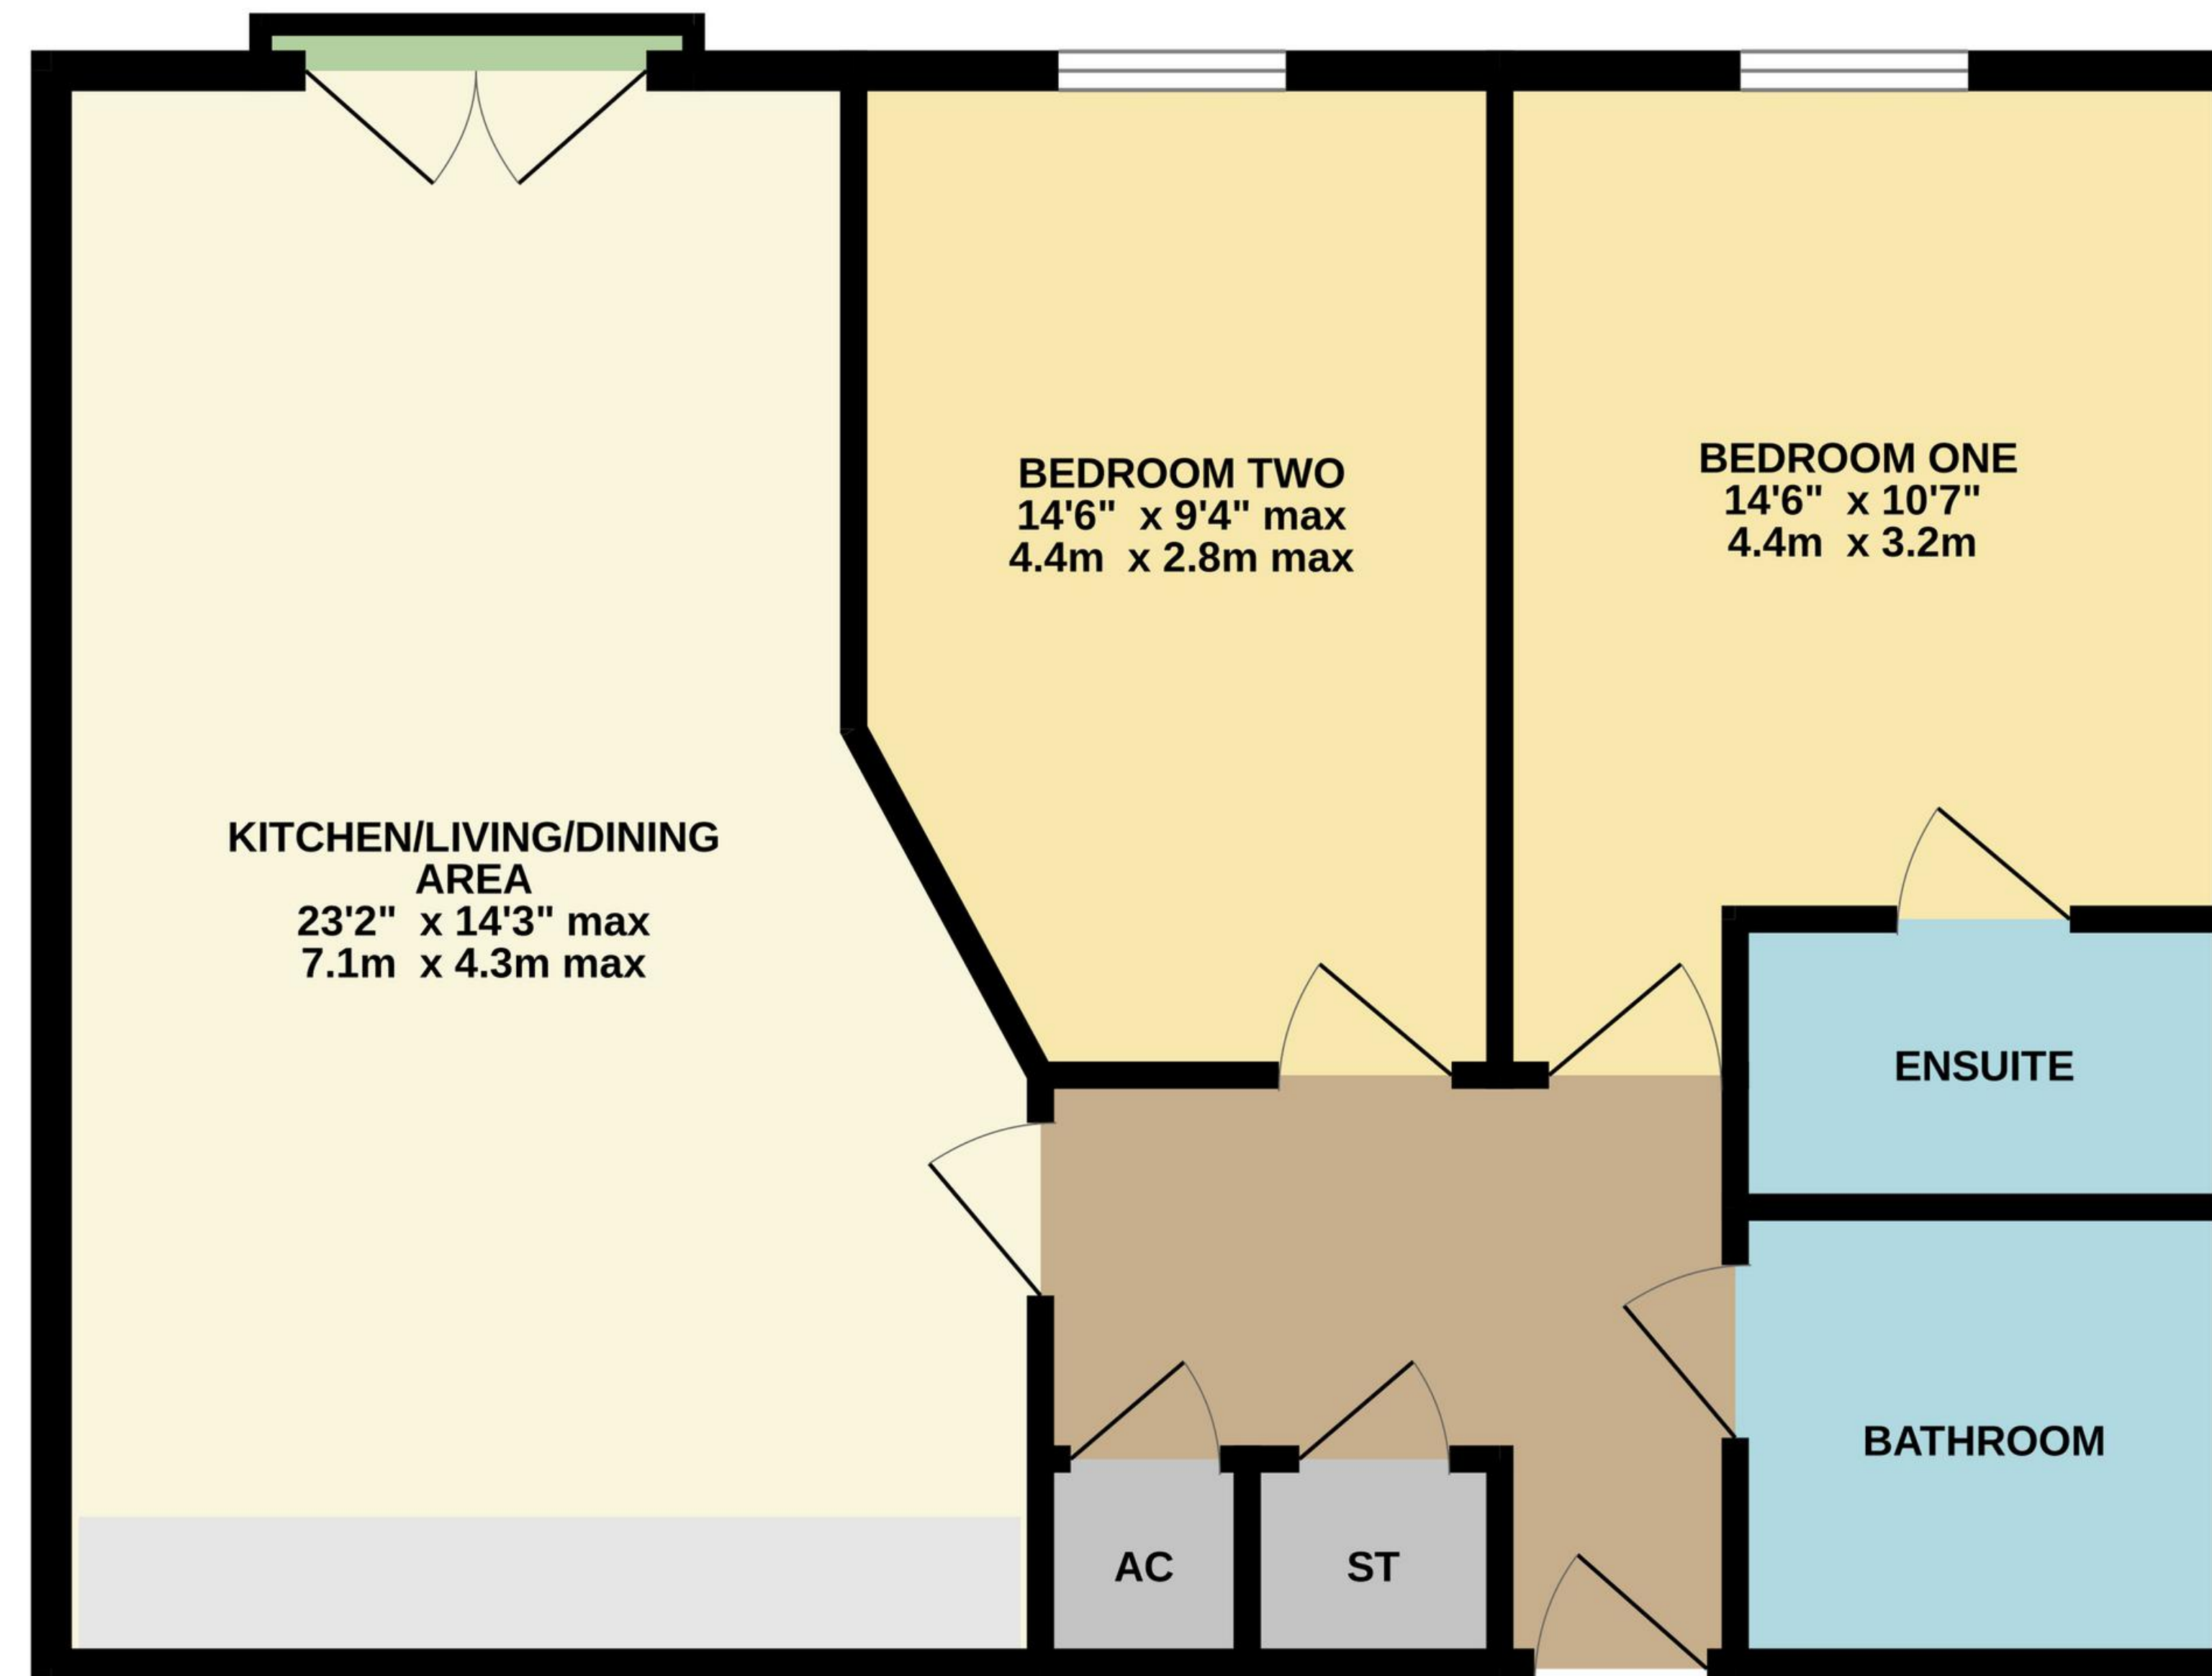 BEDROOM TWO
14'6" x 9'4" max
4.4m x 2.8m max
BEDROOM ONE
14'6" x 10'7"
4.4m x 3.2m
KITCHEN/LIVING/DINING
AREA
23'2" x 14'3" max
7.1m x 4.3m max
ENSUITE
BATHROOM
AC
ST